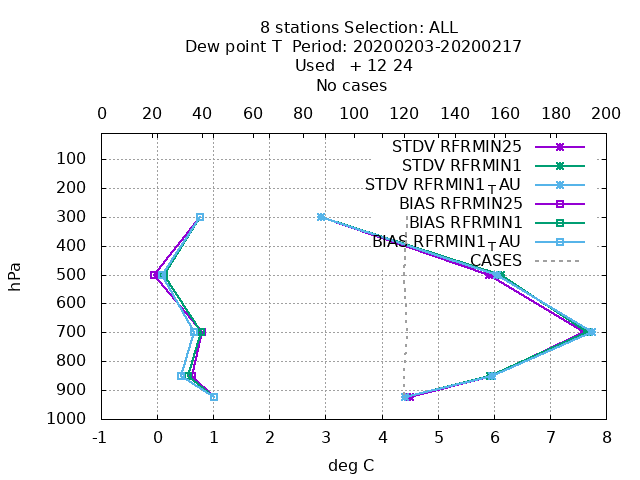 8 stations Selection: ALL
Dew point T  Period: 20200203-20200217
Used   + 12 24
No cases
0 20 40 60 80 100 120 140 160 180 200
STDV RFRMIN25
STDV RFRMIN1
STDV RFRMIN1_TAU
BIAS RFRMIN25
BIAS RFRMIN1
BIAS RFRMIN1_TAU
CASES
100
200
300
400
500
600
700
800
900
1000
hPa
-1 0 1 2 3 4 5 6 7 8
deg C